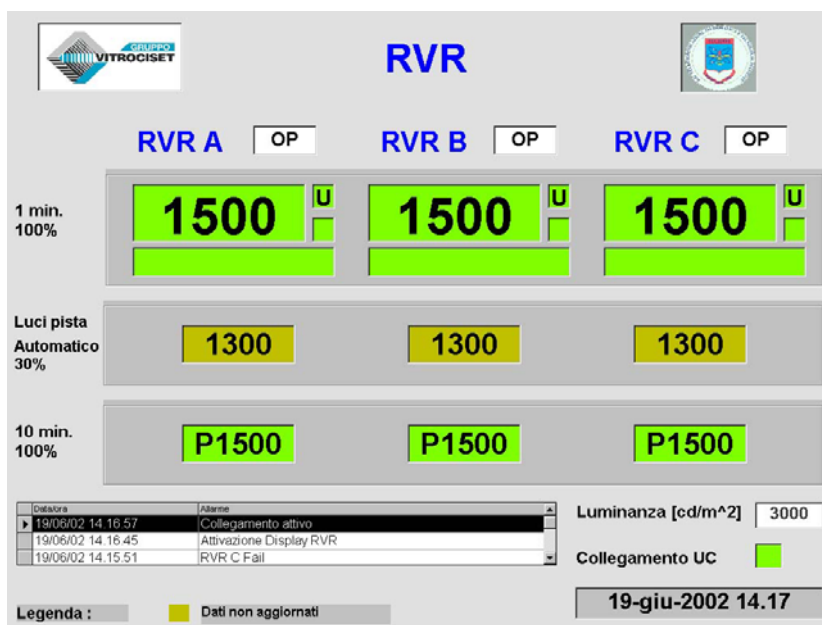 GRUPPO
VITROCISET
RVR
RVR A OP RVR B OP RVR C OP
1 min.
100%
1500 U 1500 U 1500 U
Luci pista
Automatico
30%
1300 1300 1300
10 min.
100%
P1500 P1500 P1500
Data/ora Allarme
19/06/02 14.16.57 Collegamento attivo
19/06/02 14.16.45 Attivazione Display RVR
19/06/02 14.15.51 RVR C Fail
Luminanza [cd/m^2] 3000
Collegamento UC
19-giu-2002 14.17
Legenda : Dati non aggiornati